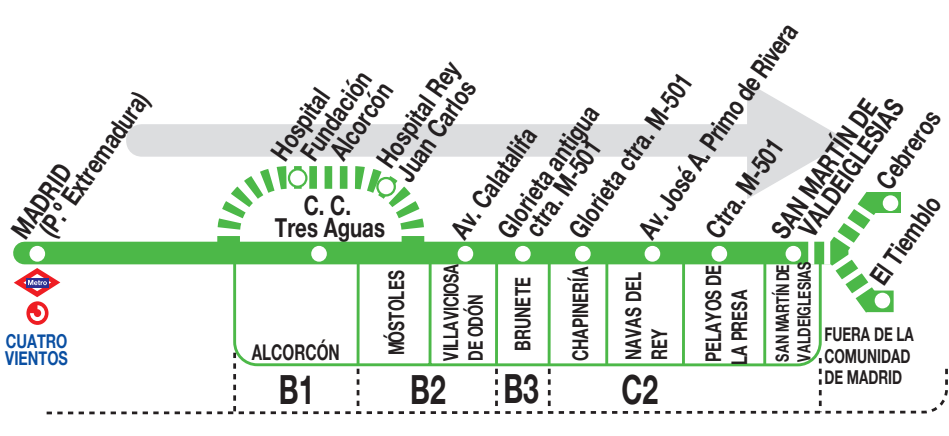 MADRID
(P.º Extremadura)
Metro
CUATRO
VIENTOS
Hospital
Fundación
Alcorcón
Hospital Rey
Juan Carlos
C. C.
Tres Aguas
Av. Calatalifa
Glorieta antigua
ctra. M-501
Glorieta ctra. M-501
Av. José A. Primo de Rivera
Ctra. M-501
SAN MARTÍN DE
VALDEIGLESIAS
Cebreros
El Tiemblo
ALCORCÓN
MÓSTOLES
VILLAVICIOSA
DE ODÓN
BRUNETE
CHAPINERÍA
NAVAS DEL
REY
PELAYOS DE
LA PRESA
SAN MARTÍN DE
VALDEIGLESIAS
FUERA DE LA
COMUNIDAD
DE MADRID
B1
B2
B3
C2